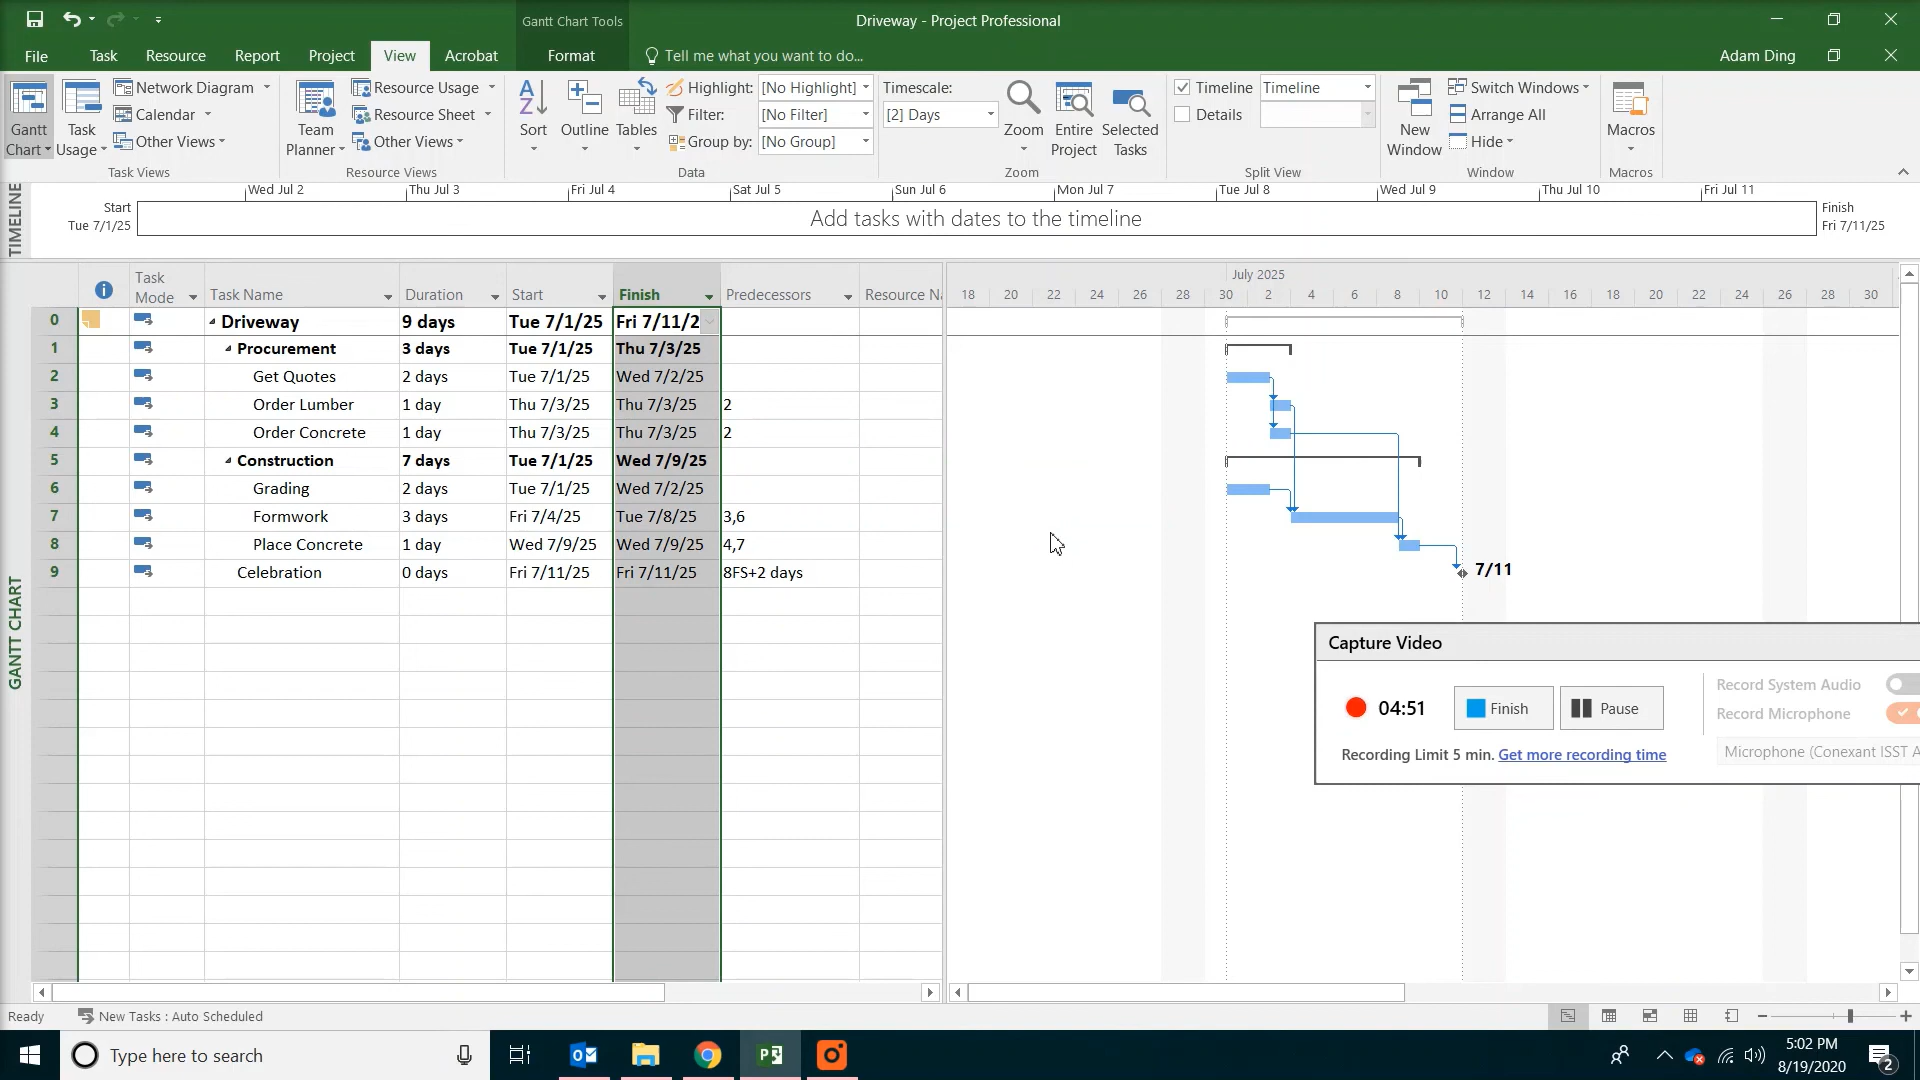 Gantt Chart Tools
Driveway - Project Professional
File
Task
Resource
Report
Project
View
Acrobat
Format
Tell me what you want to do...
Adam Ding
Gantt
Chart
Task
Usage
Network Diagram
Calendar
Other Views
Task Views
Team
Planner
Resource Usage
Resource Sheet
Other Views
Resource Views
A
Z
Sort
Outline
Tables
Highlight: [No Highlight]
Filter: [No Filter]
Group by: [No Group]
Data
Timescale:
[2] Days
Zoom
Entire
Project
Selected
Tasks
Zoom
Timeline Timeline
Details
Split View
New
Window
Switch Windows
Arrange All
Hide
Window
Macros
Macros
TIMELINE
Wed Jul 2 Thu Jul 3 Fri Jul 4 Sat Jul 5 Sun Jul 6 Mon Jul 7 Tue Jul 8 Wed Jul 9 Thu Jul 10 Fri Jul 11
Start
Tue 7/1/25
Add tasks with dates to the timeline
Finish
Fri 7/11/25
GANTT CHART
Task
Mode Task Name Duration Start Finish Predecessors Resource Na
0 Driveway 9 days Tue 7/1/25 Fri 7/11/2
1 Procurement 3 days Tue 7/1/25 Thu 7/3/25
2 Get Quotes 2 days Tue 7/1/25 Wed 7/2/25
3 Order Lumber 1 day Thu 7/3/25 Thu 7/3/25 2
4 Order Concrete 1 day Thu 7/3/25 Thu 7/3/25 2
5 Construction 7 days Tue 7/1/25 Wed 7/9/25
6 Grading 2 days Tue 7/1/25 Wed 7/2/25
7 Formwork 3 days Fri 7/4/25 Tue 7/8/25 3,6
8 Place Concrete 1 day Wed 7/9/25 Wed 7/9/25 4,7
9 Celebration 0 days Fri 7/11/25 Fri 7/11/25 8FS+2 days
July 2025
18 20 22 24 26 28 30 2 4 6 8 10 12 14 16 18 20 22 24 26 28 30
7/11
Capture Video
04:51 Finish Pause
Record System Audio
Record Microphone
Microphone (Conexant ISST A
Recording Limit 5 min. Get more recording time
Ready New Tasks : Auto Scheduled
Type here to search
5:02 PM
8/19/2020
2